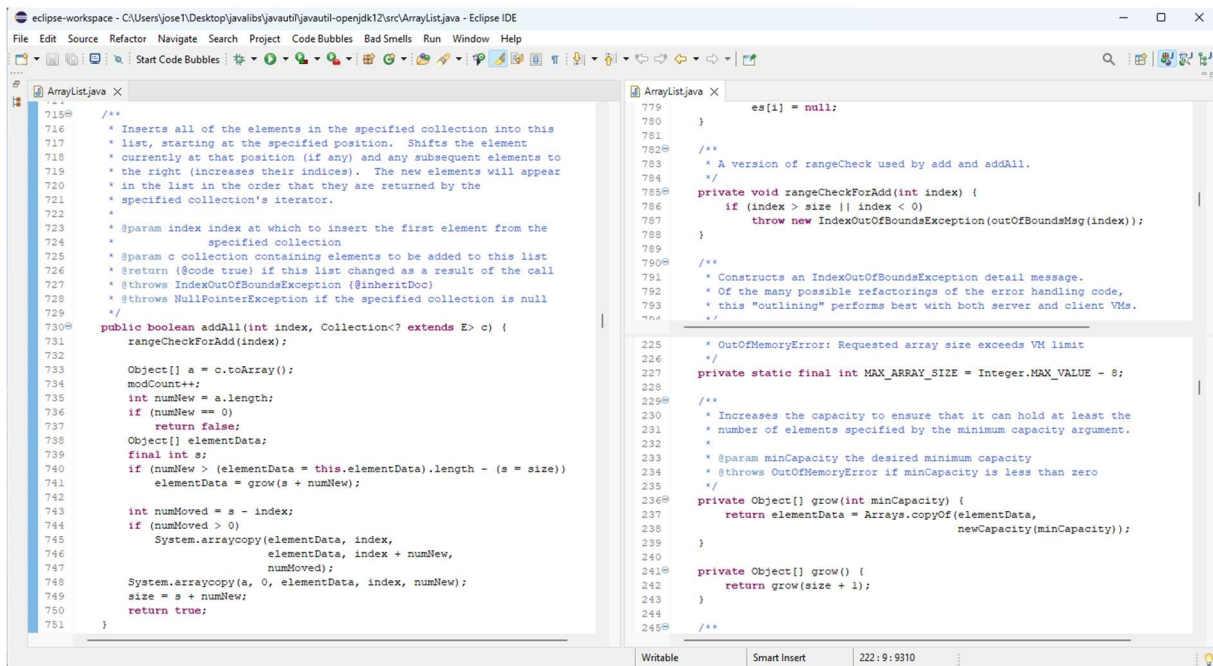 eclipse-workspace - C:\Users\jose1\Desktop\javalibs\javautil\javautil-openjdk12\src\ArrayList.java - Eclipse IDE
File Edit Source Refactor Navigate Search Project Code Bubbles Bad Smells Run Window Help
Start Code Bubbles
ArrayList.java
715 /**
716 * Inserts all of the elements in the specified collection into this
717 * list, starting at the specified position. Shifts the element
718 * currently at that position (if any) and any subsequent elements to
719 * the right (increases their indices). The new elements will appear
720 * in the list in the order that they are returned by the
721 * specified collection's iterator.
722 *
723 * @param index index at which to insert the first element from the
724 * specified collection
725 * @param c collection containing elements to be added to this list
726 * @return {@code true} if this list changed as a result of the call
727 * @throws IndexOutOfBoundsException {@inheritDoc}
728 * @throws NullPointerException if the specified collection is null
729 */
730 public boolean addAll(int index, Collection<? extends E> c) {
731 rangeCheckForAdd(index);
732
733 Object[] a = c.toArray();
734 modCount++;
735 int numNew = a.length;
736 if (numNew == 0)
737 return false;
738 Object[] elementData;
739 final int s;
740 if (numNew > (elementData = this.elementData).length - (s = size))
741 elementData = grow(s + numNew);
742
743 int numMoved = s - index;
744 if (numMoved > 0)
745 System.arraycopy(elementData, index,
746 elementData, index + numNew,
747 numMoved);
748 System.arraycopy(a, 0, elementData, index, numNew);
749 size = s + numNew;
750 return true;
751 }
ArrayList.java
779 es[i] = null;
780 }
781
782 /**
783 * A version of rangeCheck used by add and addAll.
784 */
785 private void rangeCheckForAdd(int index) {
786 if (index > size || index < 0)
787 throw new IndexOutOfBoundsException(outOfBoundsMsg(index));
788 }
789
790 /**
791 * Constructs an IndexOutOfBoundsException detail message.
792 * Of the many possible refactorings of the error handling code,
793 * this "outlining" performs best with both server and client VMs.
794 */
225 * OutOfMemoryError: Requested array size exceeds VM limit
226 */
227 private static final int MAX_ARRAY_SIZE = Integer.MAX_VALUE - 8;
228
229 /**
230 * Increases the capacity to ensure that it can hold at least the
231 * number of elements specified by the minimum capacity argument.
232 *
233 * @param minCapacity the desired minimum capacity
234 * @throws OutOfMemoryError if minCapacity is less than zero
235 */
236 private Object[] grow(int minCapacity) {
237 return elementData = Arrays.copyOf(elementData,
238 newCapacity(minCapacity));
239 }
240
241 private Object[] grow() {
242 return grow(size + 1);
243 }
244
245 /**
Writable Smart Insert 222 : 9 : 9310